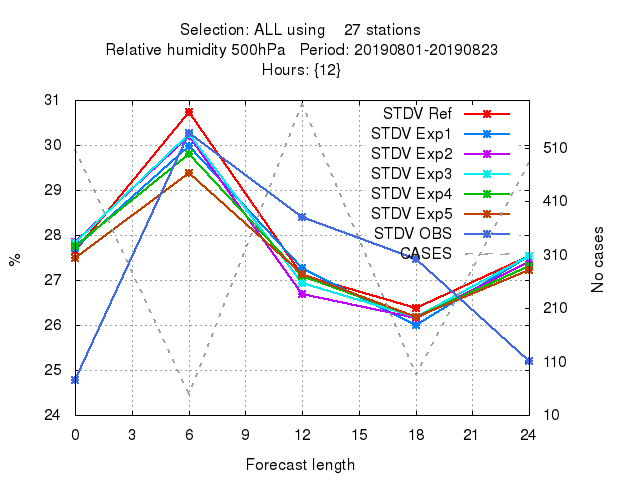 Selection: ALL using 27 stations
Relative humidity 500hPa Period: 20190801-20190823
Hours: {12}
31
30
29
28
27
26
25
24
%
STDV Ref
STDV Exp1
STDV Exp2
STDV Exp3
STDV Exp4
STDV Exp5
STDV OBS
CASES
510
410
310
210
110
10
No cases
0 3 6 9 12 15 18 21 24
Forecast length